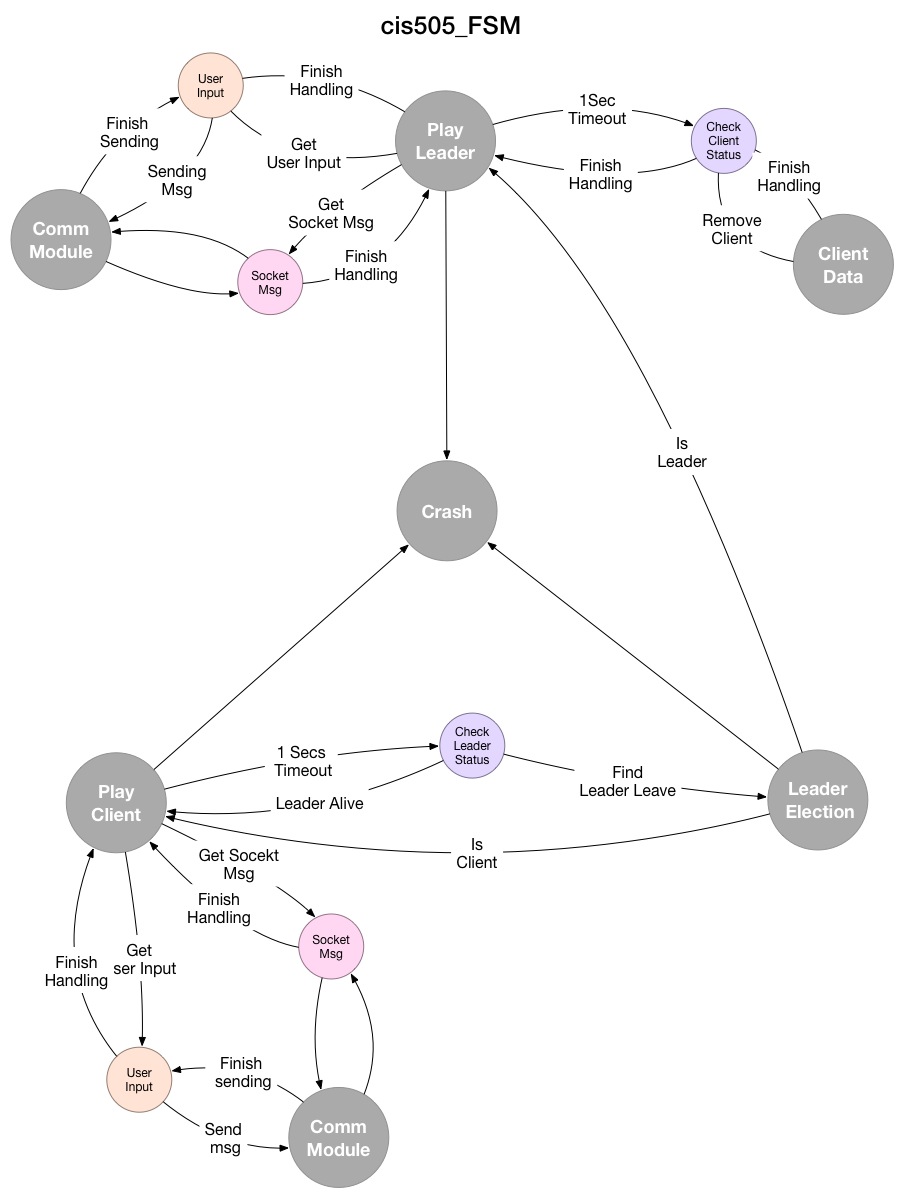 cis505_FSM
User
Input
Finish
Handling
Play
Leader
1Sec
Timeout
Check
Client
Status
Finish
Sending
Get
User Input
Finish
Handling
Finish
Handling
Sending
Msg
Get
Socket Msg
Remove
Client
Comm
Module
Socket
Msg
Finish
Handling
Client
Data
Is
Leader
Crash
Check
Leader
Status
1 Secs
Timeout
Find
Leader Leave
Play
Client
Leader Alive
Leader
Election
Is
Client
Get Socekt
Msg
Finish
Handling
Socket
Msg
Finish
Handling
Get
ser Input
User
Input
Finish
sending
Send
msg
Comm
Module